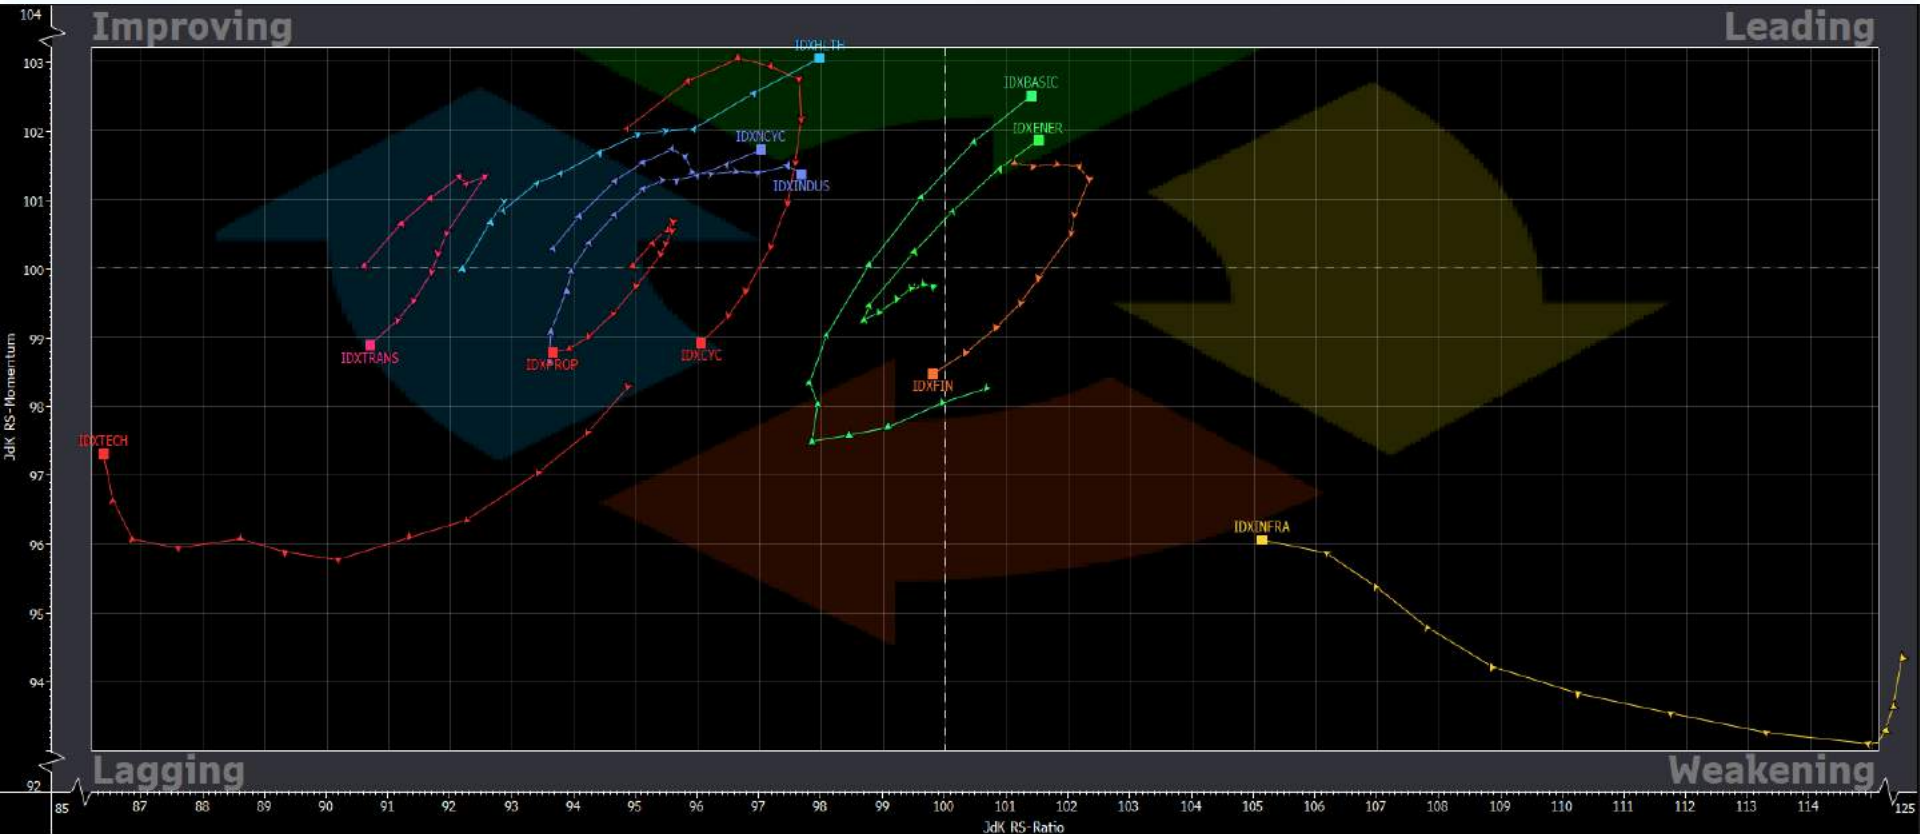 104
Improving
Leading
IDXHLTH
103
IDXBASIC
102
IDXENER
IDXNCYC
IDXINDUS
101
100
99
IDXTRANS
IDXPROP
IDXCYC
IDXFIN
98
IDXTECH
97
IDXINFRA
96
95
94
JdK RS-Momentum
Lagging
Weakening
92
85 87 88 89 90 91 92 93 94 95 96 97 98 99 100 101 102 103 104 105 106 107 108 109 110 111 112 113 114 125
JdK RS-Ratio